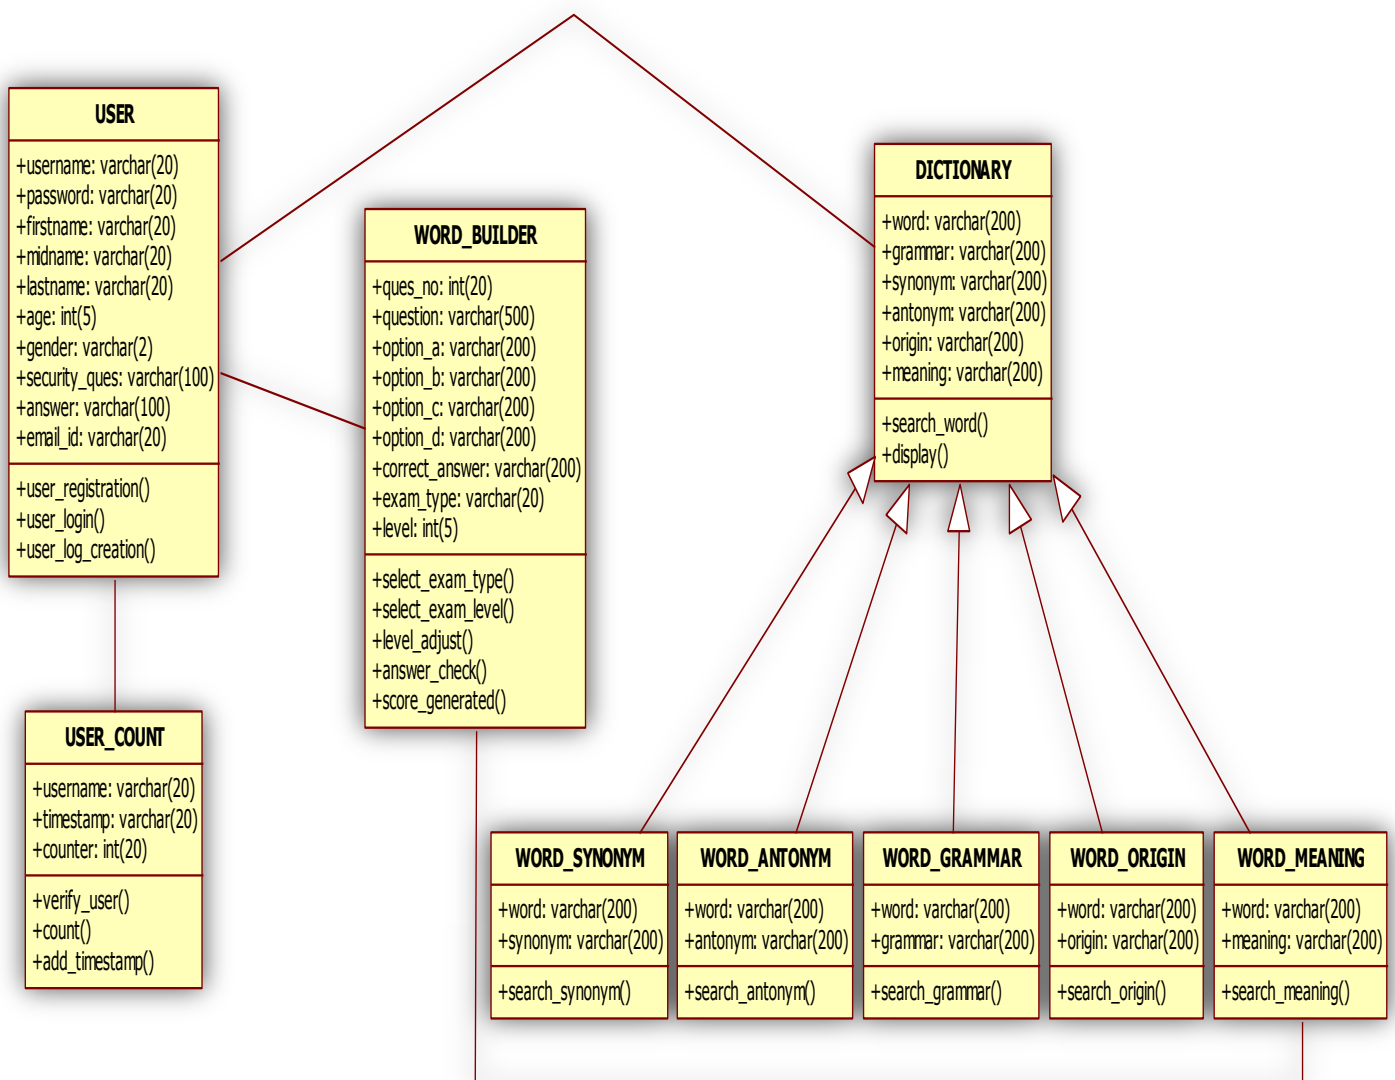 USER
+username: varchar(20)
+password: varchar(20)
+firstname: varchar(20)
+midname: varchar(20)
+lastname: varchar(20)
+age: int(5)
+gender: varchar(2)
+security_ques: varchar(100)
+answer: varchar(100)
+email_id: varchar(20)
+user_registration()
+user_login()
+user_log_creation()
WORD_BUILDER
+ques_no: int(20)
+question: varchar(500)
+option_a: varchar(200)
+option_b: varchar(200)
+option_c: varchar(200)
+option_d: varchar(200)
+correct_answer: varchar(200)
+exam_type: varchar(20)
+level: int(5)
+select_exam_type()
+select_exam_level()
+level_adjust()
+answer_check()
+score_generated()
DICTIONARY
+word: varchar(200)
+grammar: varchar(200)
+synonym: varchar(200)
+antonym: varchar(200)
+origin: varchar(200)
+meaning: varchar(200)
+search_word()
+display()
USER_COUNT
+username: varchar(20)
+timestamp: varchar(20)
+counter: int(20)
+verify_user()
+count()
+add_timestamp()
WORD_SYNONYM
+word: varchar(200)
+synonym: varchar(200)
+search_synonym()
WORD_ANTONYM
+word: varchar(200)
+antonym: varchar(200)
+search_antonym()
WORD_GRAMMAR
+word: varchar(200)
+grammar: varchar(200)
+search_grammar()
WORD_ORIGIN
+word: varchar(200)
+origin: varchar(200)
+search_origin()
WORD_MEANING
+word: varchar(200)
+meaning: varchar(200)
+search_meaning()